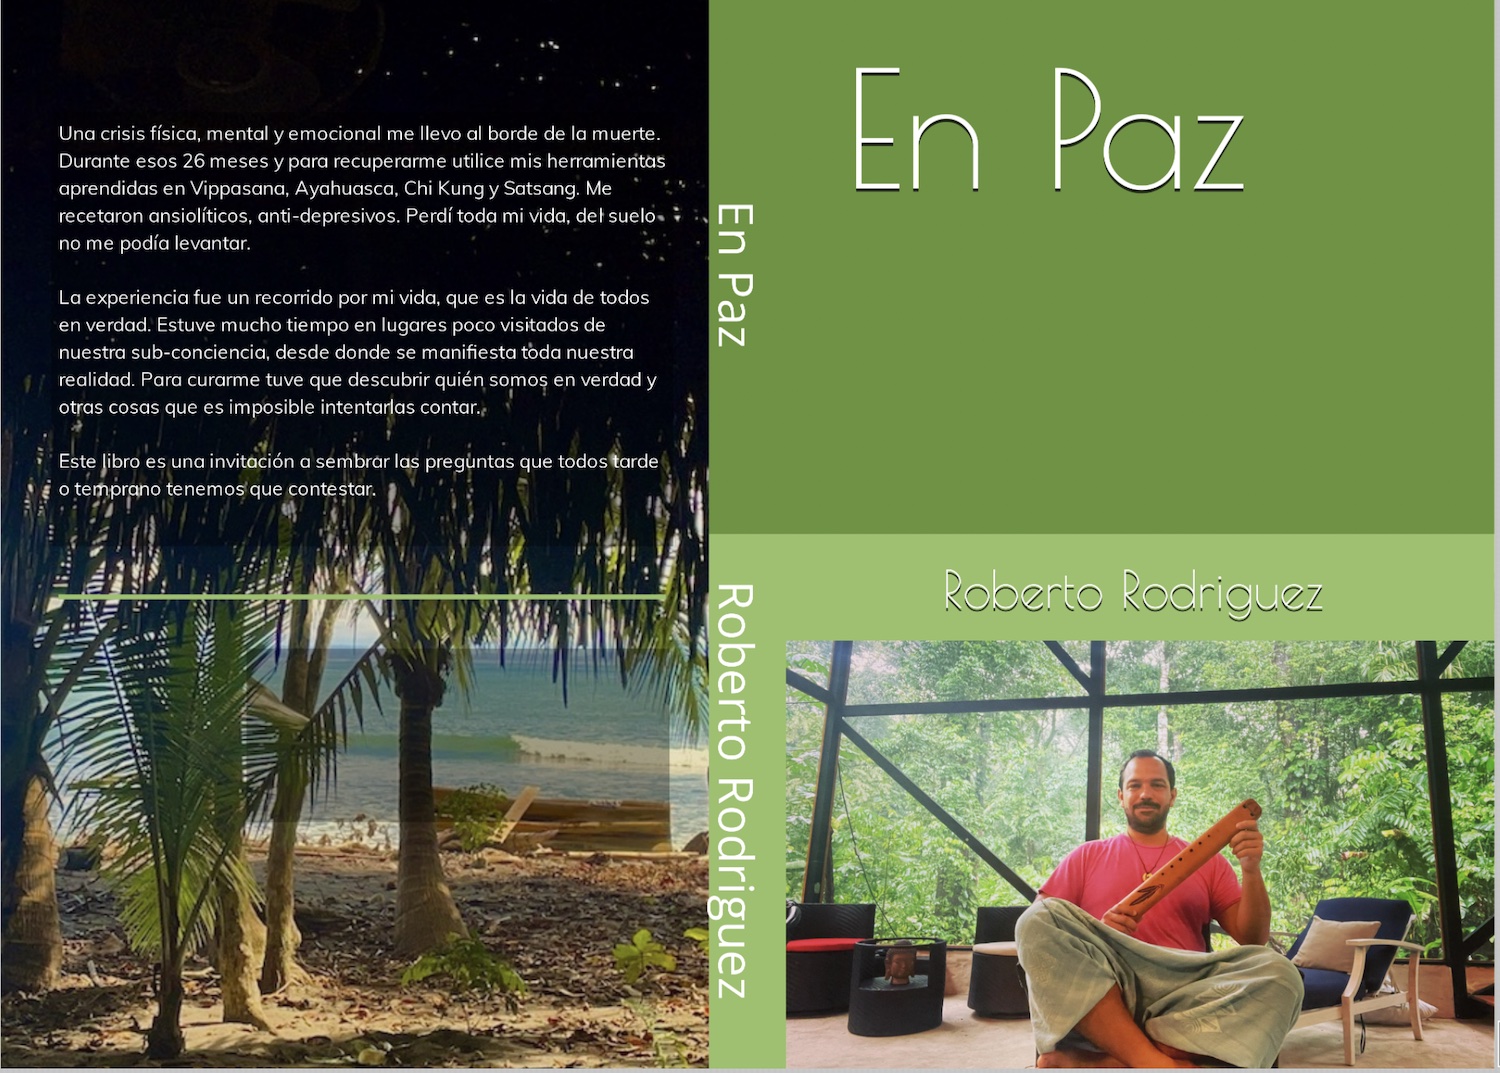 Una crisis física, mental y emocional me llevo al borde de la muerte.
Durante esos 26 meses y para recuperarme utilice mis herramientas
aprendidas en Vippasana, Ayahuasca, Chi Kung y Satsang. Me
recetaron ansiolíticos, anti-depresivos. Perdí toda mi vida, del suelo
no me podía levantar.
La experiencia fue un recorrido por mi vida, que es la vida de todos
en verdad. Estuve mucho tiempo en lugares poco visitados de
nuestra sub-conciencia, desde donde se manifiesta toda nuestra
realidad. Para curarme tuve que descubrir quién somos en verdad y
otras cosas que es imposible intentarlas contar.
Este libro es una invitación a sembrar las preguntas que todos tarde
o temprano tenemos que contestar.
En Paz
Roberto Rodriguez
En Paz
Roberto Rodriguez